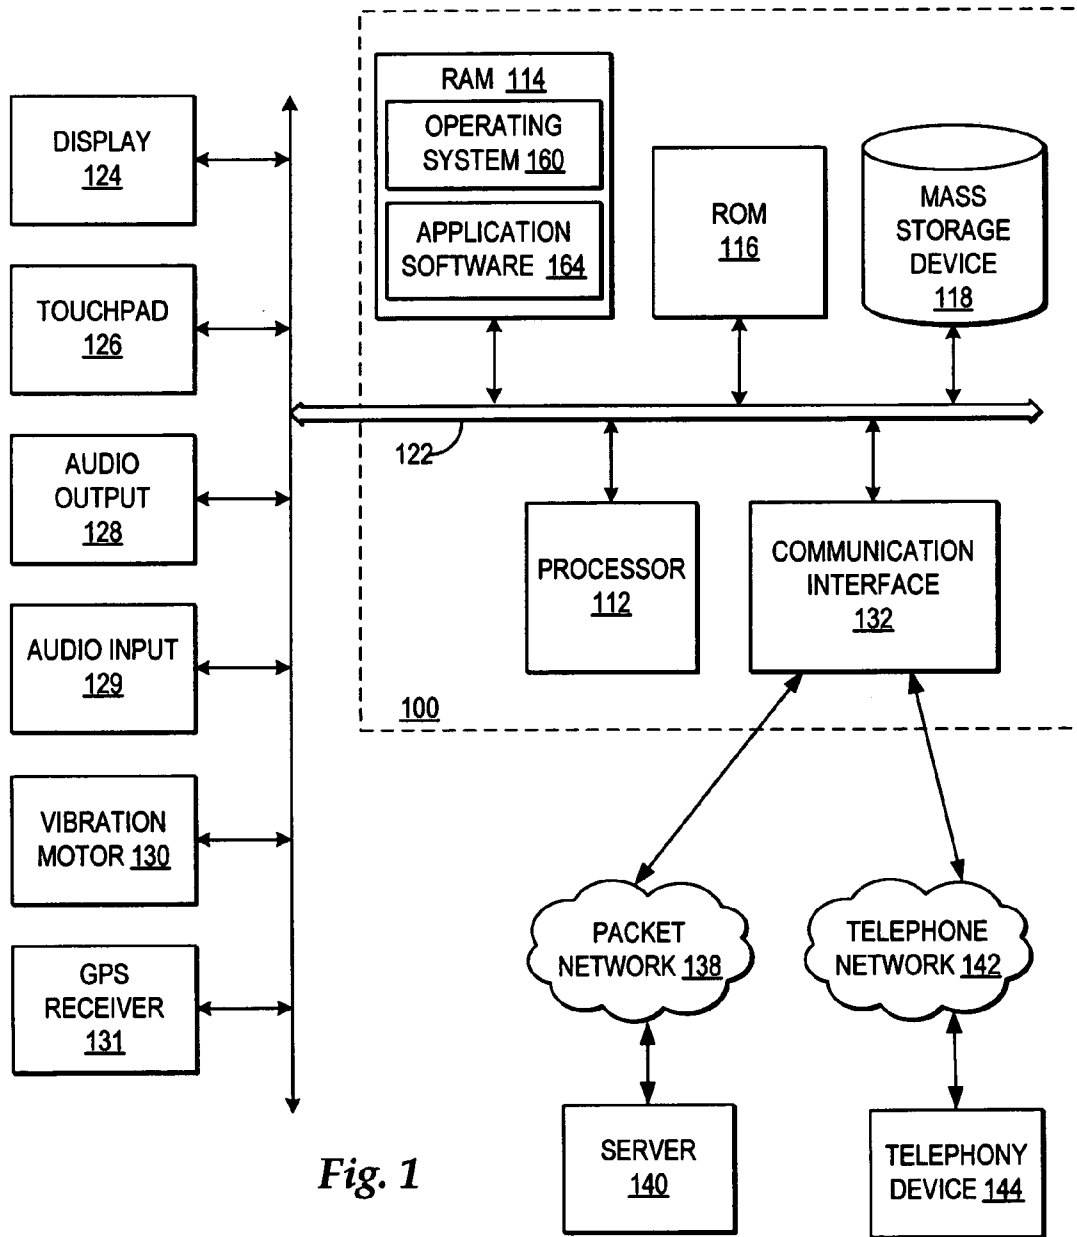 RAM 114
OPERATING
SYSTEM 160
APPLICATION
SOFTWARE 164
ROM
116
MASS
STORAGE
DEVICE
118
DISPLAY
124
TOUCHPAD
126
AUDIO
OUTPUT
128
AUDIO INPUT
129
VIBRATION
MOTOR 130
GPS
RECEIVER
131
122
PROCESSOR
112
COMMUNICATION
INTERFACE
132
100
PACKET
NETWORK 138
TELEPHONE
NETWORK 142
SERVER
140
TELEPHONY
DEVICE 144
Fig. 1